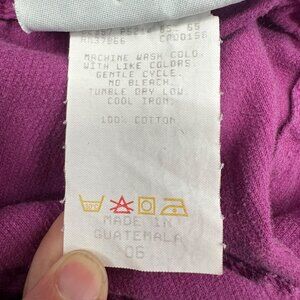 MACHINE WASH COLD
WITH LIKE COLORS.
GENTLE CYCLE.
NO BLEACH.
TUMBLE DRY LOW.
COOL IRON.
100% COTTON
MADE IN
GUATEMALA
06